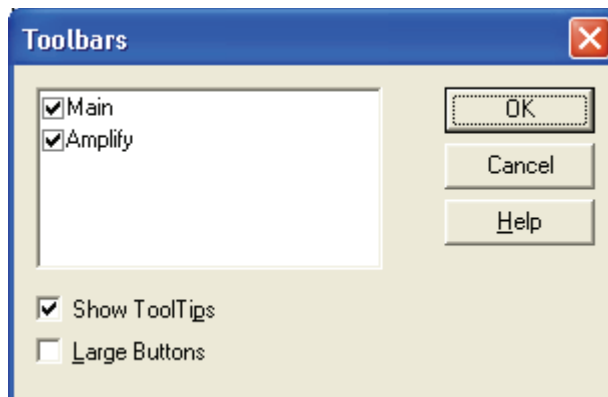 Toolbars
Main
Amplify
OK
Cancel
Help
Show ToolTips
Large Buttons